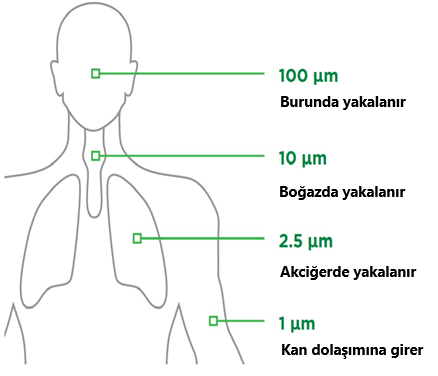 100 µm
Burunda yakalanır
10 µm
Boğazda yakalanır
2.5 µm
Akciğerde yakalanır
1 µm
Kan dolaşımına girer